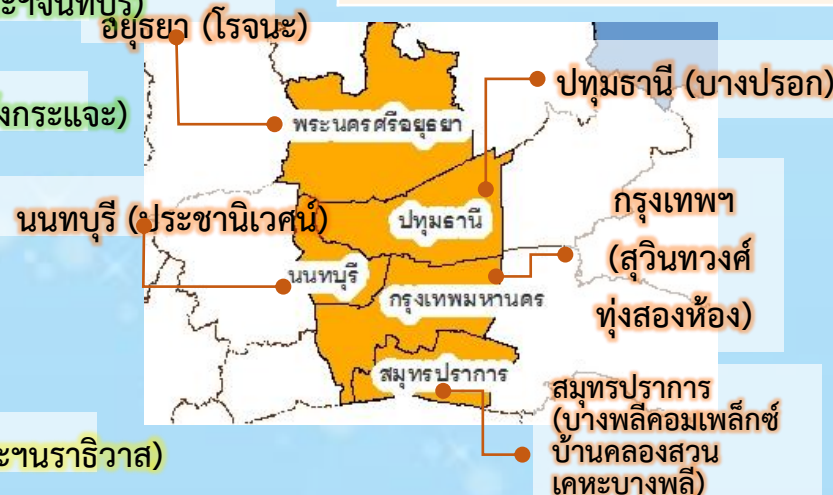 ะฯจันทบุรี)
อยุธยา (โรจนะ)
ปทุมธานี (บางปรอก)
ังกระแจะ)
พระนครศรีอยุธยา
นนทบุรี (ประชานิเวศน์)
ปทุมธานี
กรุงเทพฯ
(สุวินทวงศ์
ทุ่งสองห้อง)
นนทบุรี
กรุงเทพมหานคร
สมุทรปราการ
สมุทรปราการ
(บางพลีคอมเพล็กซ์
บ้านคลองสวน
เคหะบางพลี)
ะฯนราธิวาส)